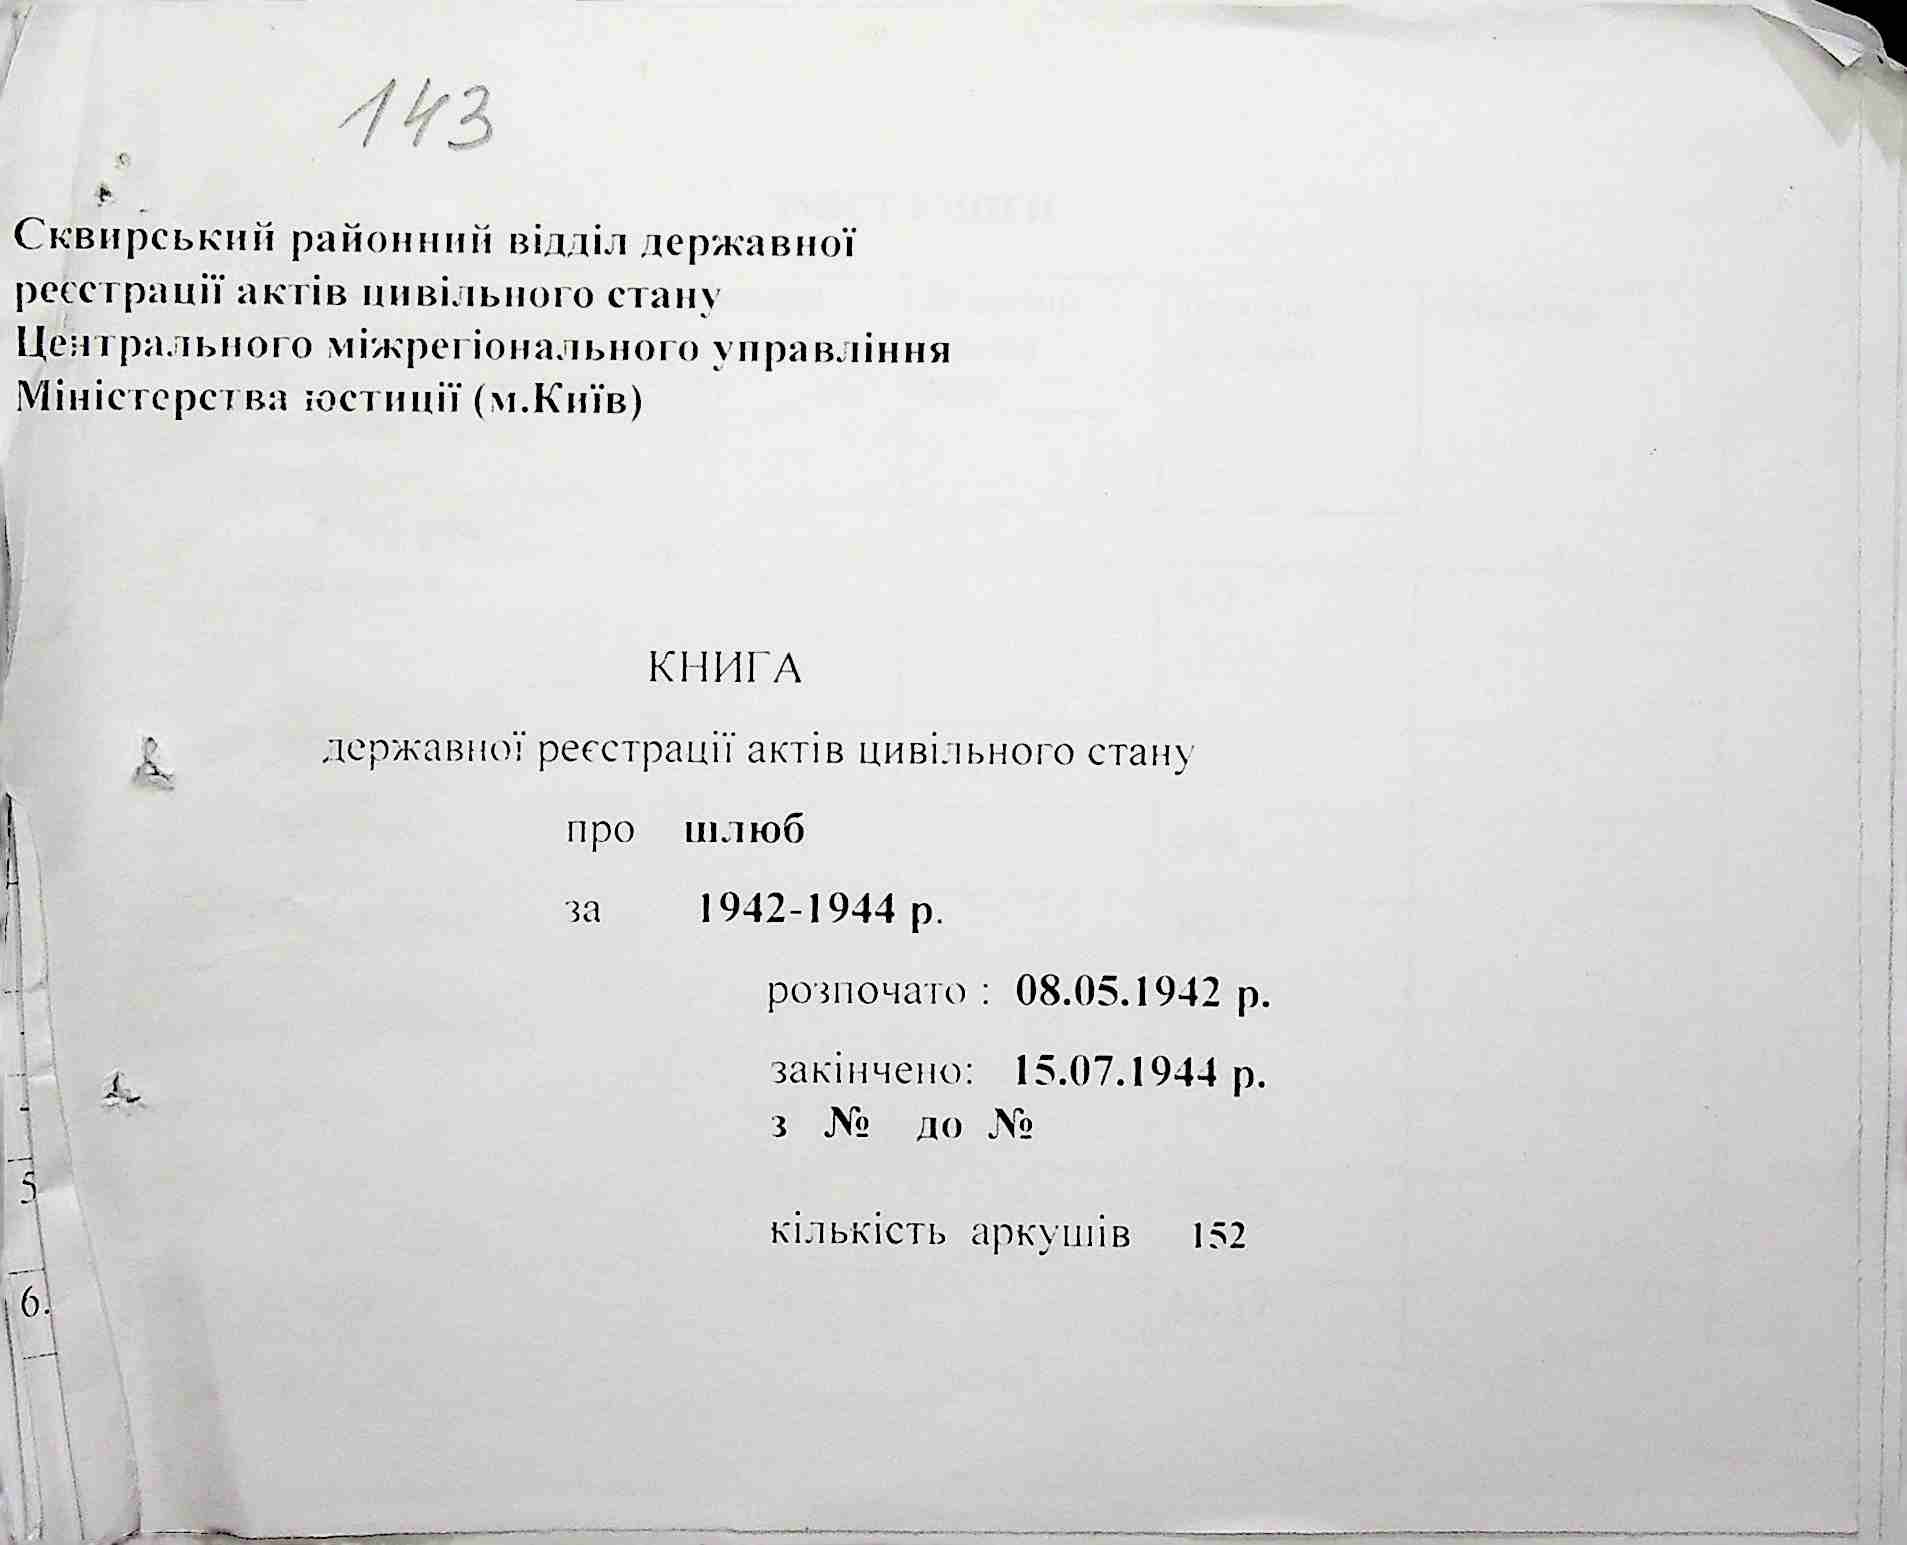 143
Сквирський районний відділ державної
реєстрації актів цивільного стану
Центрального міжрегіонального управління
Міністерства юстиції (м.Київ)
КНИГА
державної реєстрації актів цивільного стану
про шлюб
за 1942-1944 р.
розпочато : 08.05.1942 р.
закінчено: 15.07.1944 р.
з № до №
5
кількість аркушів 152
6.